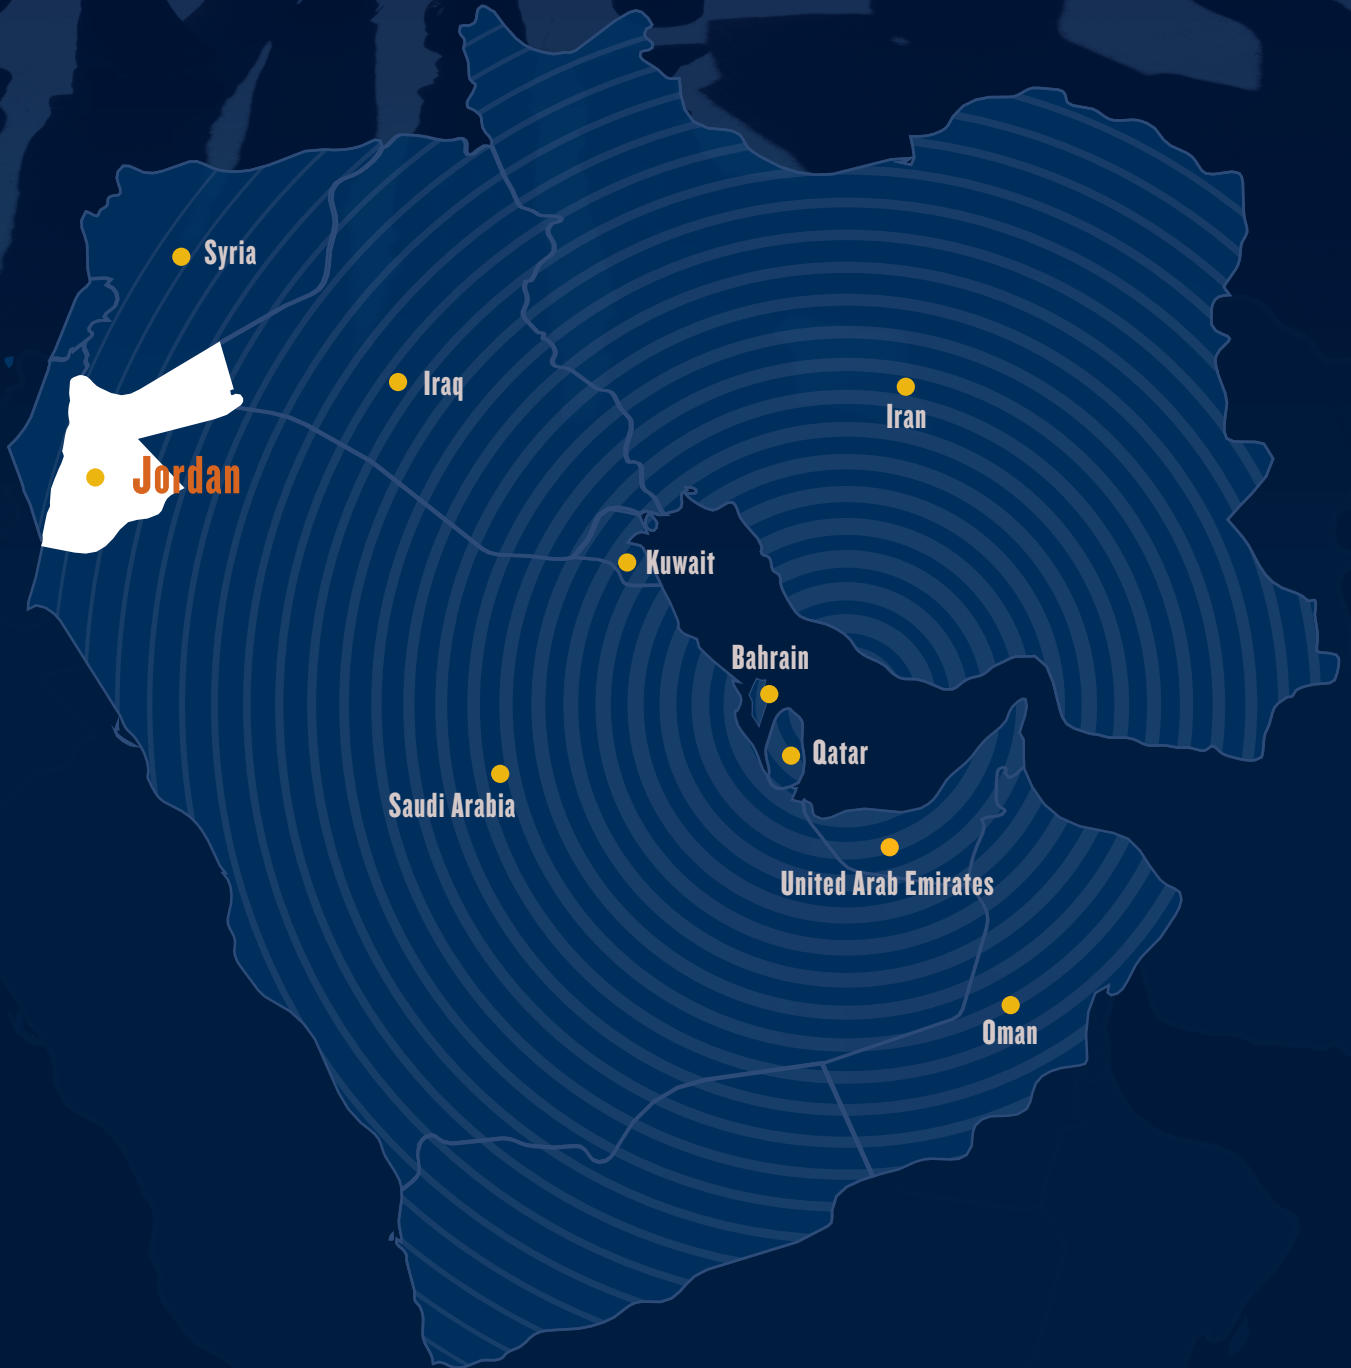 Syria
Iraq
Iran
Jordan
Kuwait
Bahrain
Qatar
Saudi Arabia
United Arab Emirates
Oman